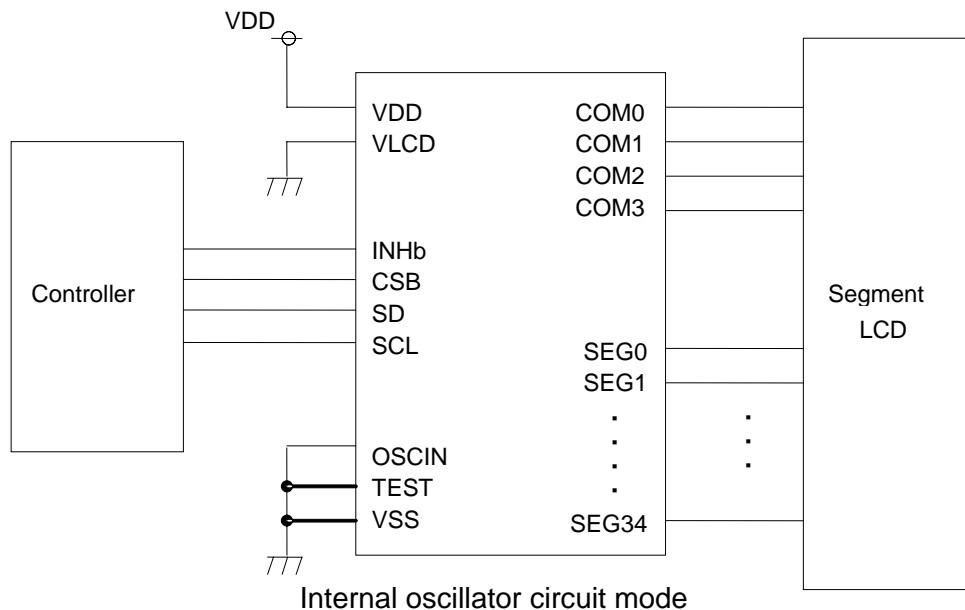 VDD
VDD
VLCD
INHb
CSB
SD
SCL
OSCIN
TEST
VSS
Controller
COM0
COM1
COM2
COM3
SEG0
SEG1
SEG34
Segment
LCD
Internal oscillator circuit mode